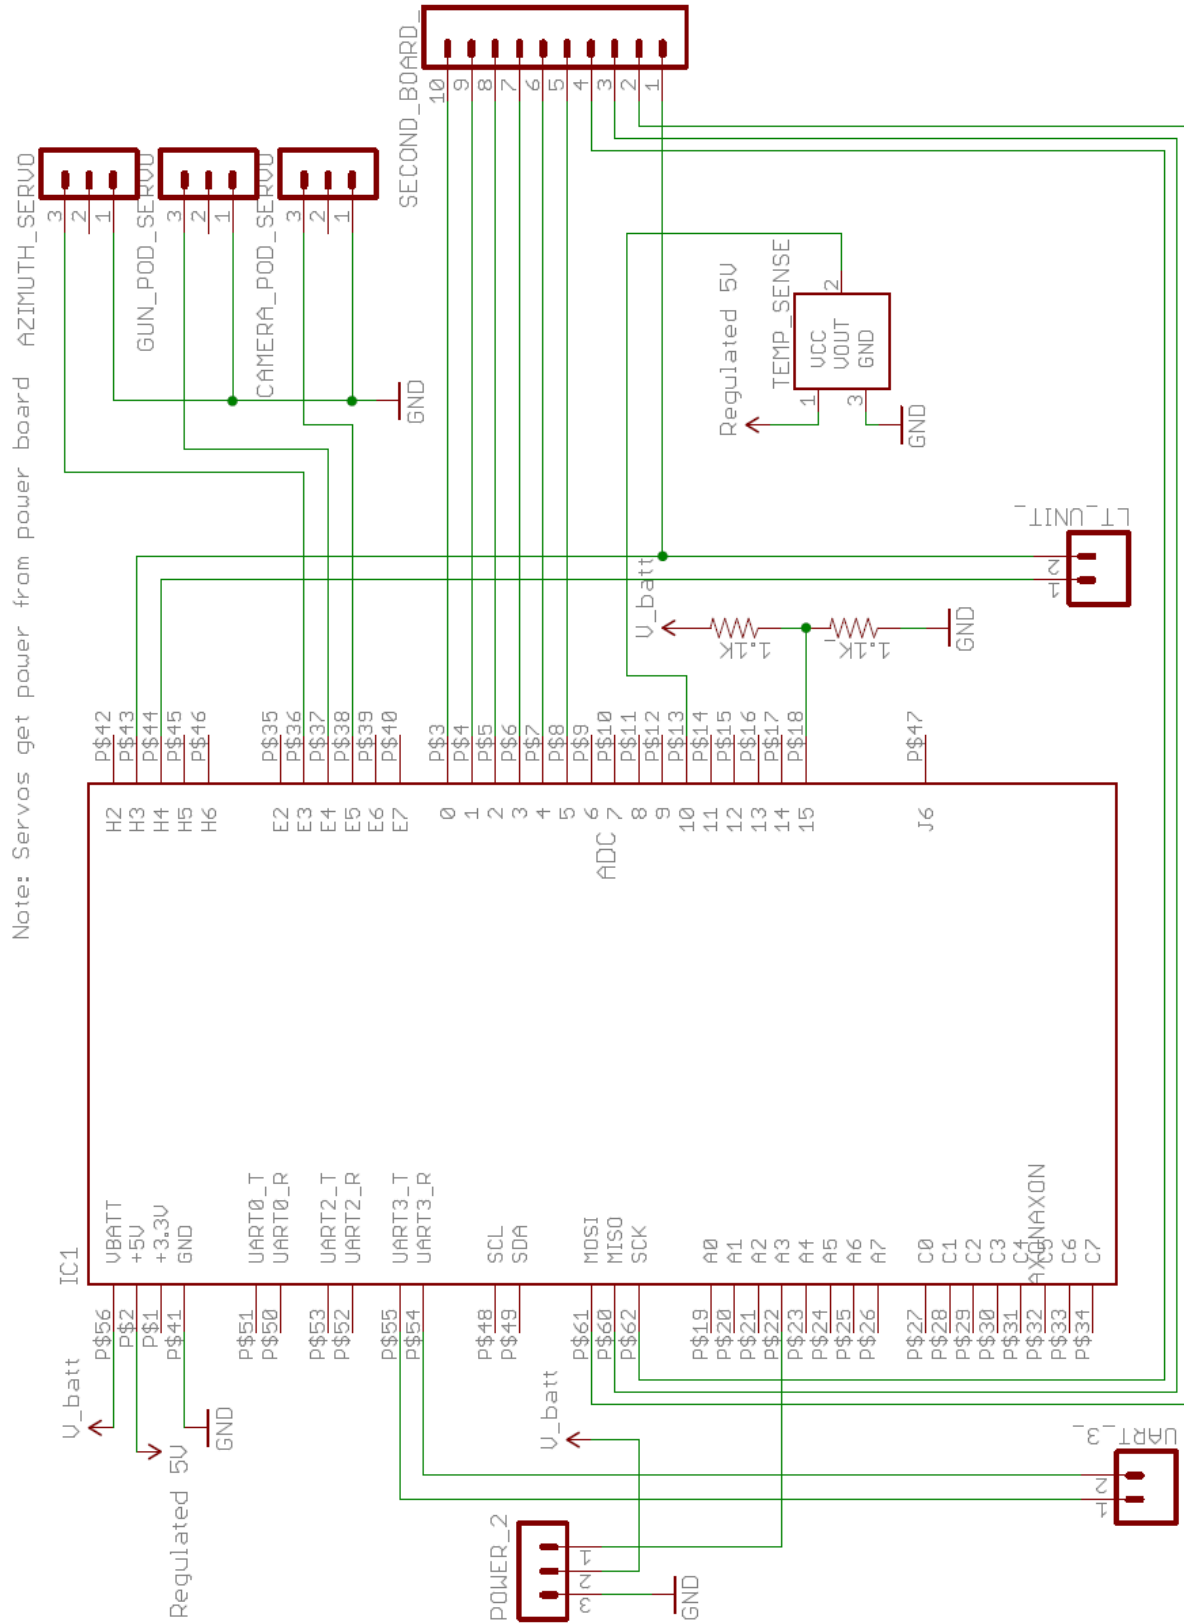 Note: Servos get power from power board
AZIMUTH_SERVO
3
2
1
GUN_POD_SERVO
3
2
1
CAMERA_POD_SERVO
3
2
1
GND
SECOND_BOARD_
10
9
8
7
6
5
4
3
2
1
TEMP_SENSE
Regulated 5V
VCC
VOUT
GND
1
2
3
GND
LT_UNIT_
2
1
V_batt
1.1K
1.1K
GND
P$42
P$43
P$44
P$45
P$46
P$35
P$36
P$37
P$38
P$39
P$40
P$3
P$4
P$5
P$6
P$7
P$8
P$9
P$10
P$11
P$12
P$13
P$14
P$15
P$16
P$17
P$18
P$47
H2
H3
H4
H5
H6
E2
E3
E4
E5
E6
E7
0
1
2
3
4
5
6
7
8
9
10
11
12
13
14
15
ADC
J6
IC1
VBATT
+5V
+3.3V
GND
UART0_T
UART0_R
UART2_T
UART2_R
UART3_T
UART3_R
SCL
SDA
MOSI
MISO
SCK
A0
A1
A2
A3
A4
A5
A6
A7
C0
C1
C2
C3
C4
C5
C6
C7
AXONAXON
P$56
P$2
P$1
P$41
P$51
P$50
P$53
P$52
P$55
P$54
P$48
P$49
P$61
P$60
P$62
P$19
P$20
P$21
P$22
P$23
P$24
P$25
P$26
P$27
P$28
P$29
P$30
P$31
P$32
P$33
P$34
V_batt
Regulated 5V
GND
V_batt
POWER_2
1
2
3
GND
UART_3_
2
1